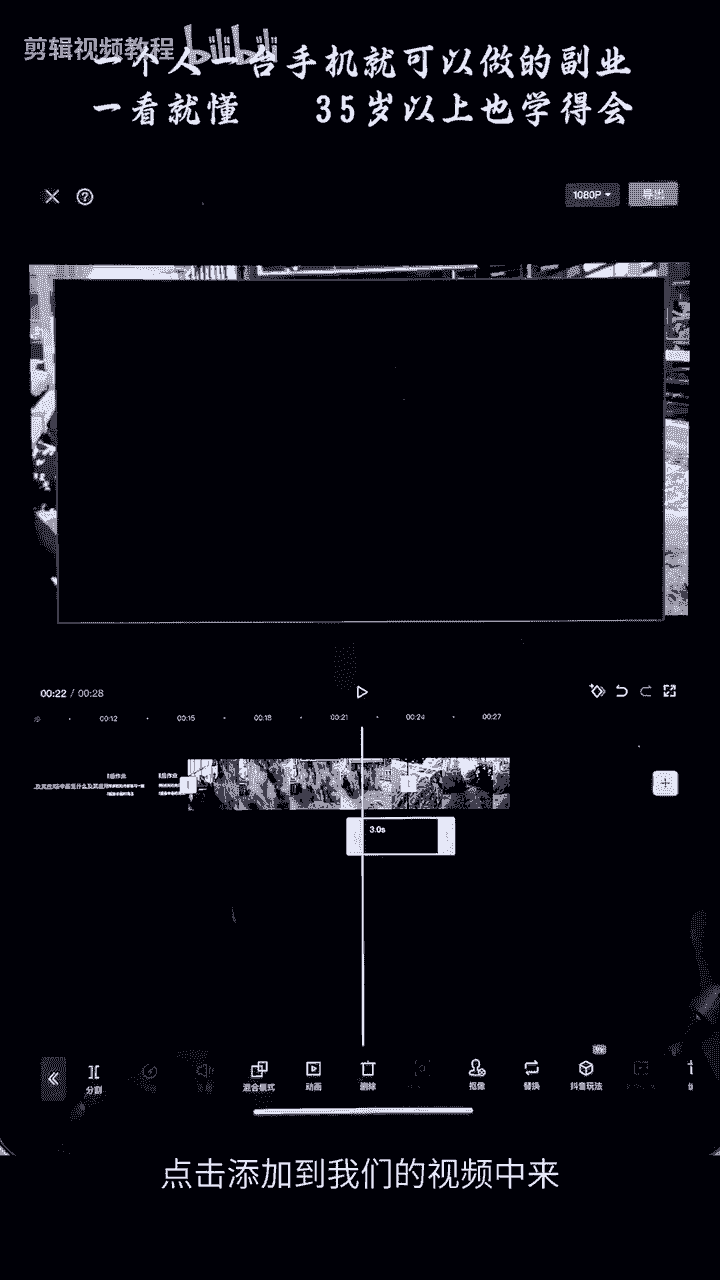 剪辑视频教程 bilibili
一个人一台手机就可以做的副业
一看就懂 35岁以上也学得会
1080P 导出
00:22 / 00:28
00:12 00:15 00:18 00:21 00:24 00:27
3.0s
分割 混合模式 动画 删除 抠像 替换 抖音玩法
点击添加到我们的视频中来